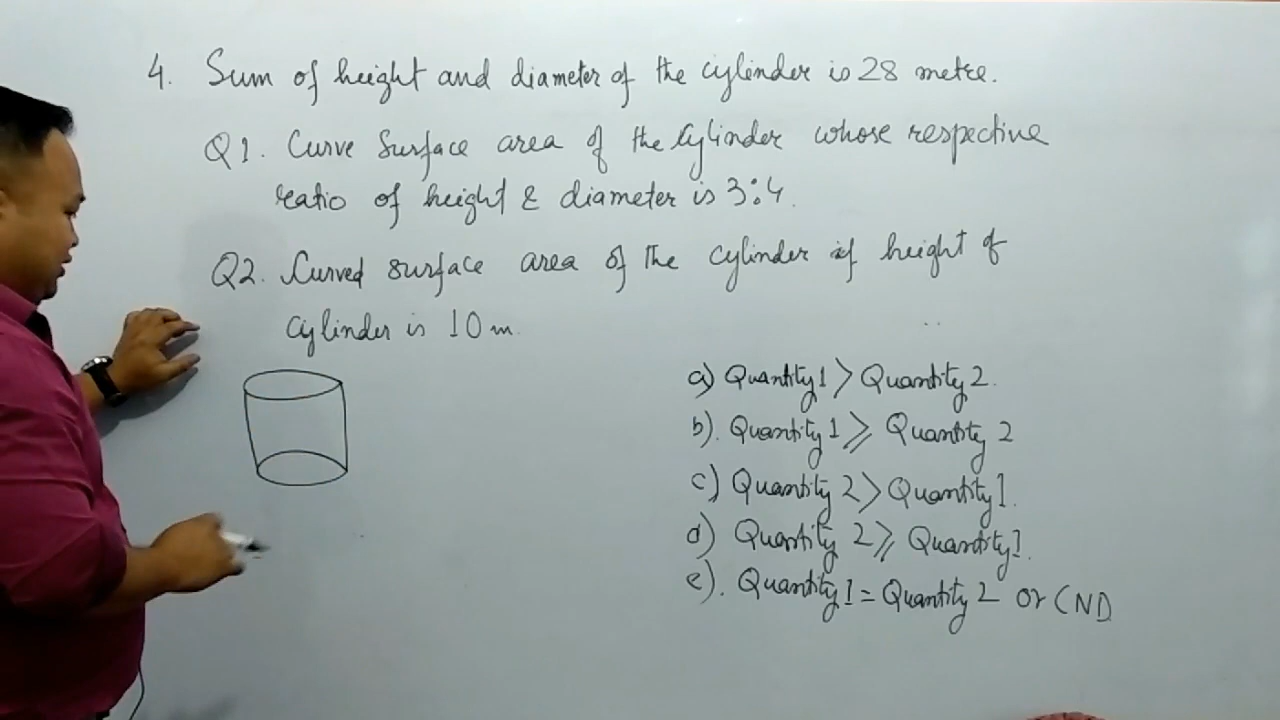 4. Sum of height and diameter of the cylinder is 28 metre.
Q1. Curve Surface area of the Cylinder whose respective
ratio of height & diameter is 3:4.
Q2. Curved surface area of the cylinder if height of
cylinder is 10 m.
a) Quantity 1 > Quantity 2.
b). Quantity 1 ⩾ Quantity 2
c) Quantity 2 > Quantity 1.
d) Quantity 2 ⩾ Quantity 1.
e). Quantity 1 = Quantity 2 or CND